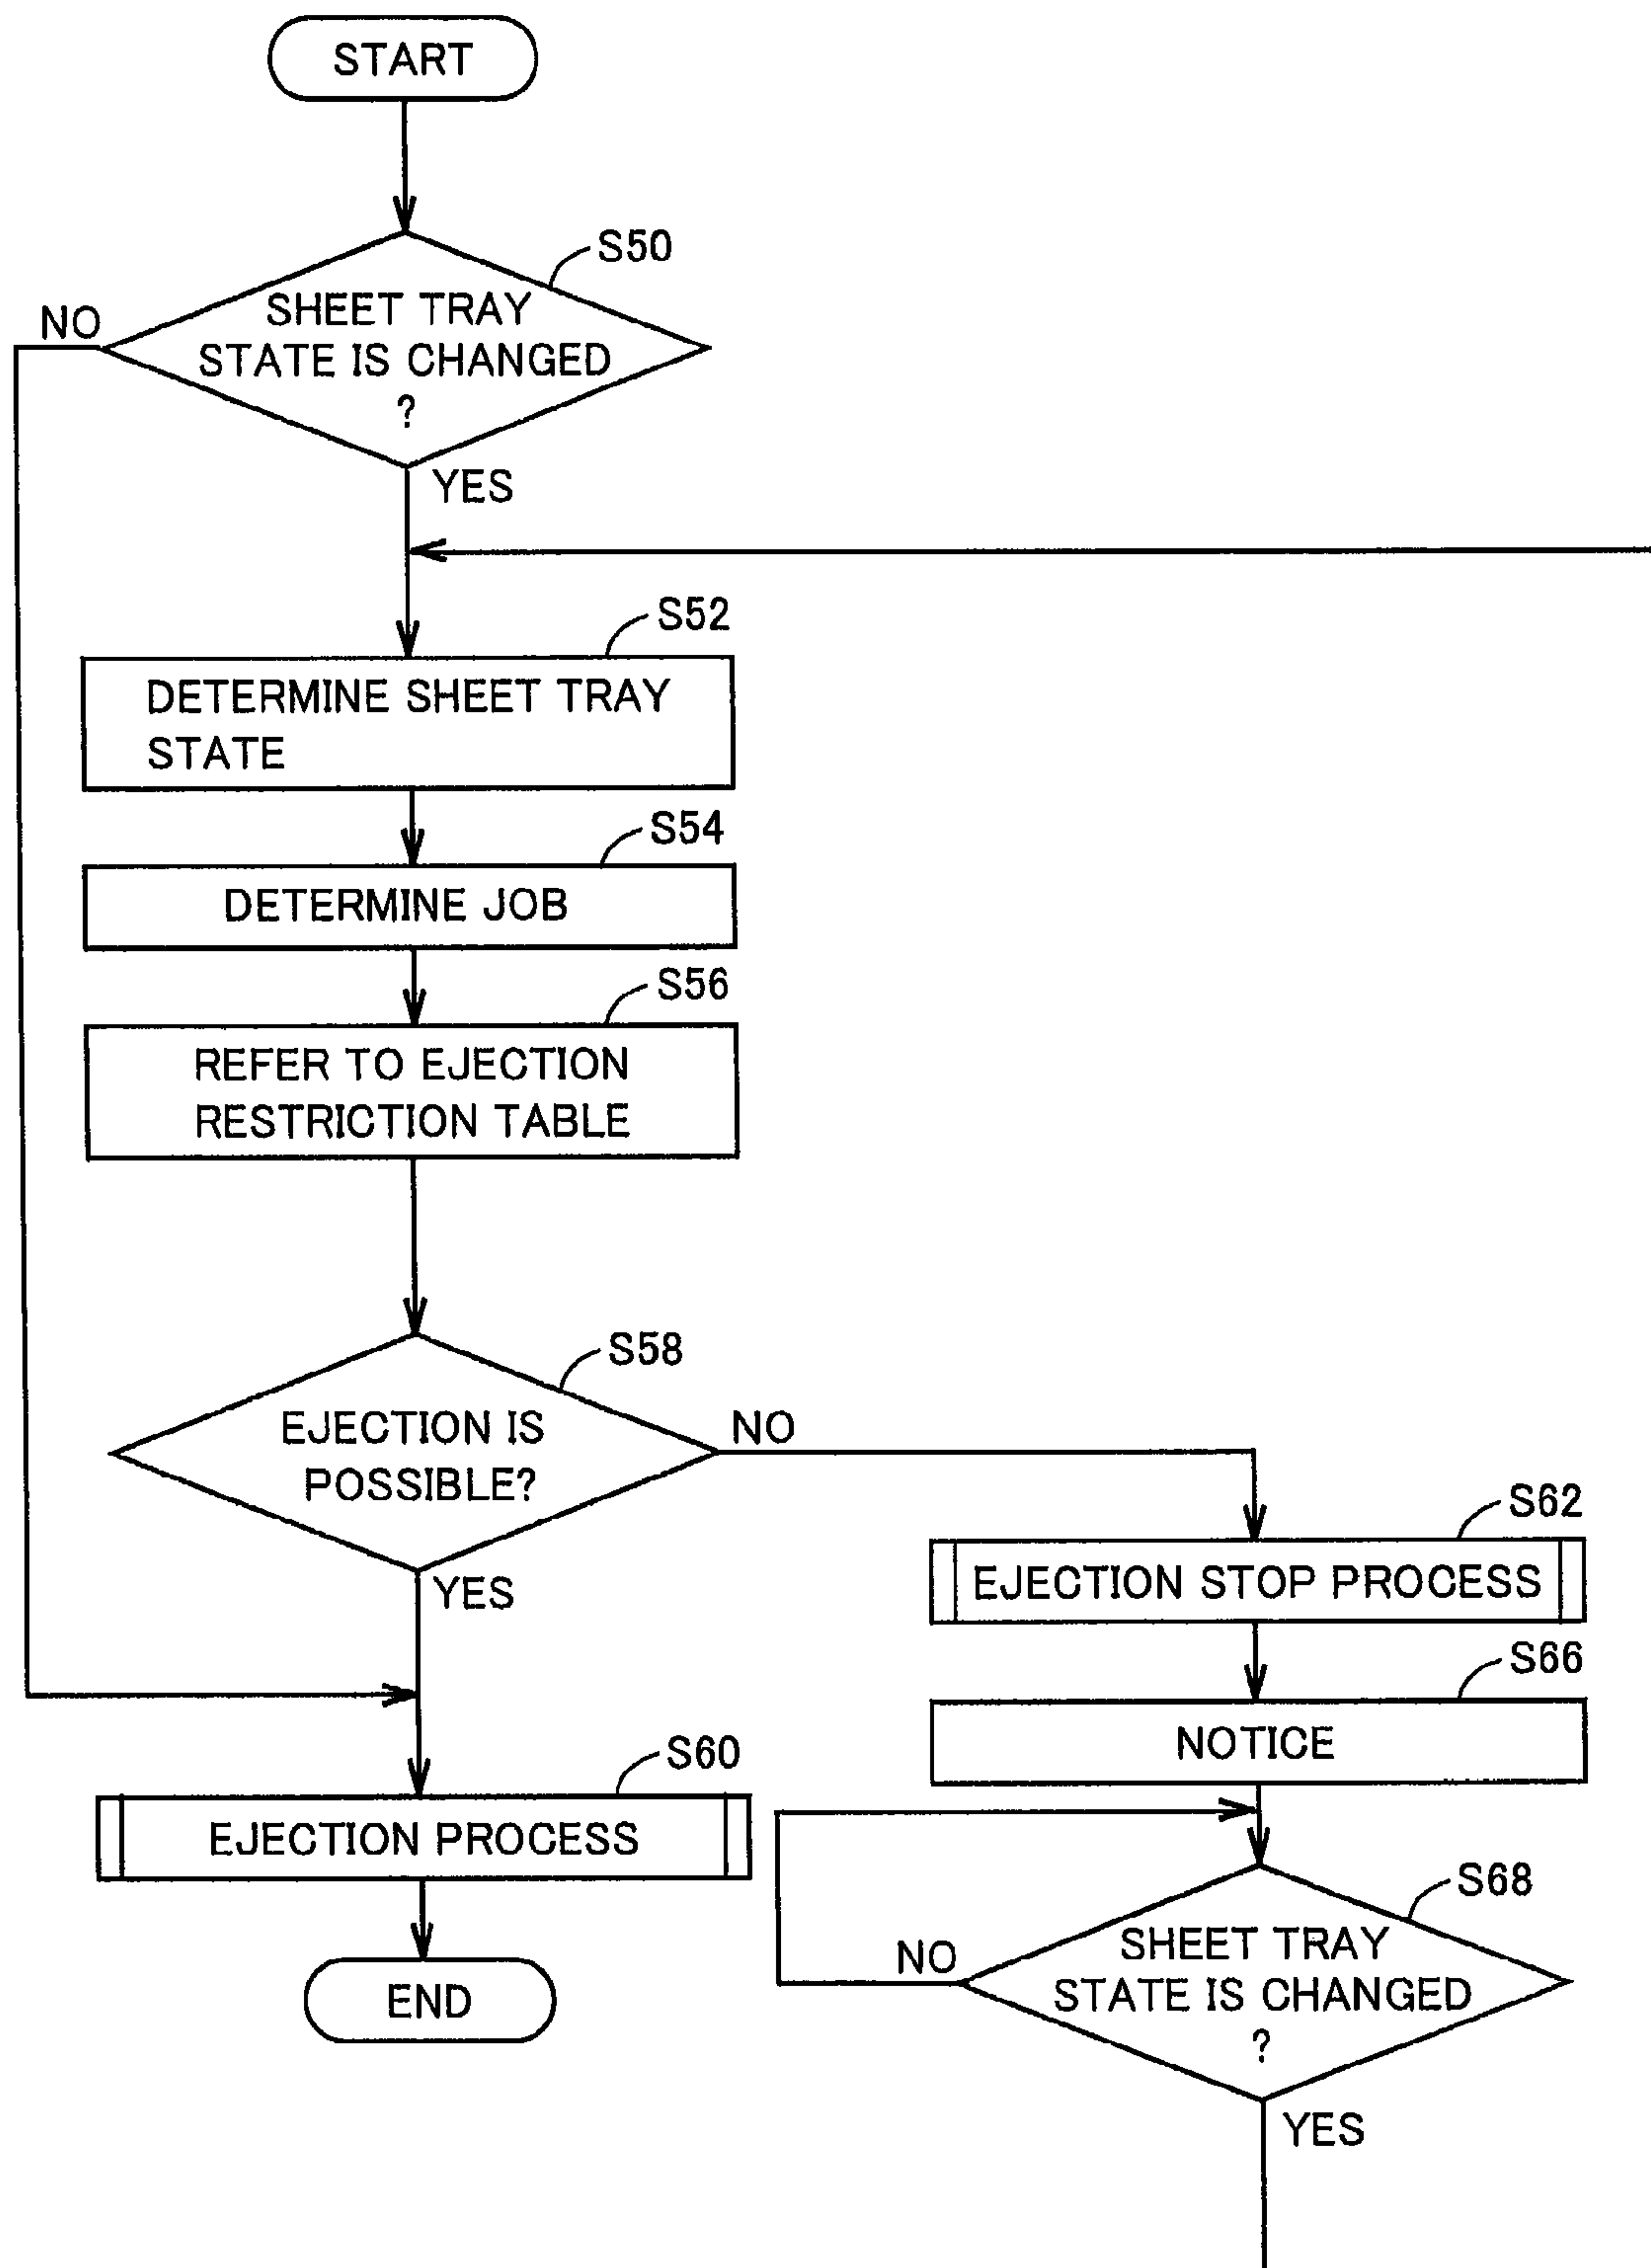 START
S50
NO
SHEET TRAY
STATE IS CHANGED
?
YES
S52
DETERMINE SHEET TRAY
STATE
S54
DETERMINE JOB
S56
REFER TO EJECTION
RESTRICTION TABLE
S58
EJECTION IS
POSSIBLE?
NO
YES
S62
EJECTION STOP PROCESS
S66
NOTICE
S60
EJECTION PROCESS
END
S68
NO
SHEET TRAY
STATE IS CHANGED
?
YES